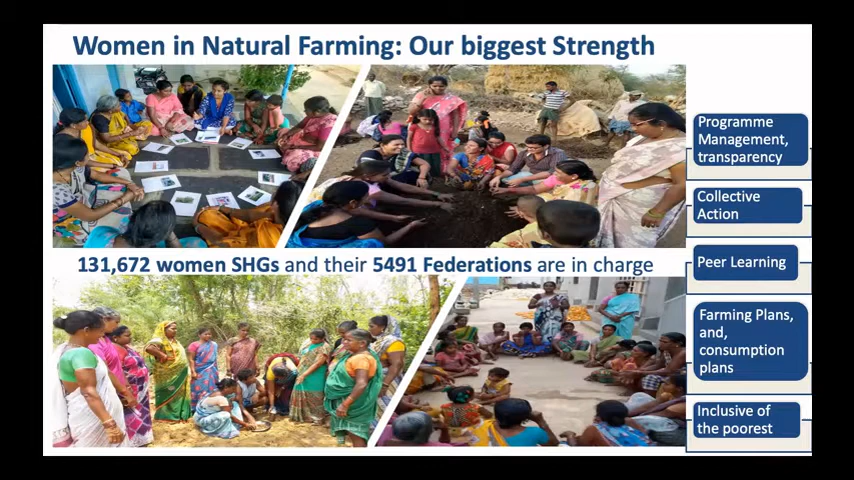 Women in Natural Farming: Our biggest Strength
131,672 women SHGs and their 5491 Federations are in charge
Programme
Management,
transparency
Collective
Action
Peer Learning
Farming Plans,
and,
consumption
plans
Inclusive of
the poorest